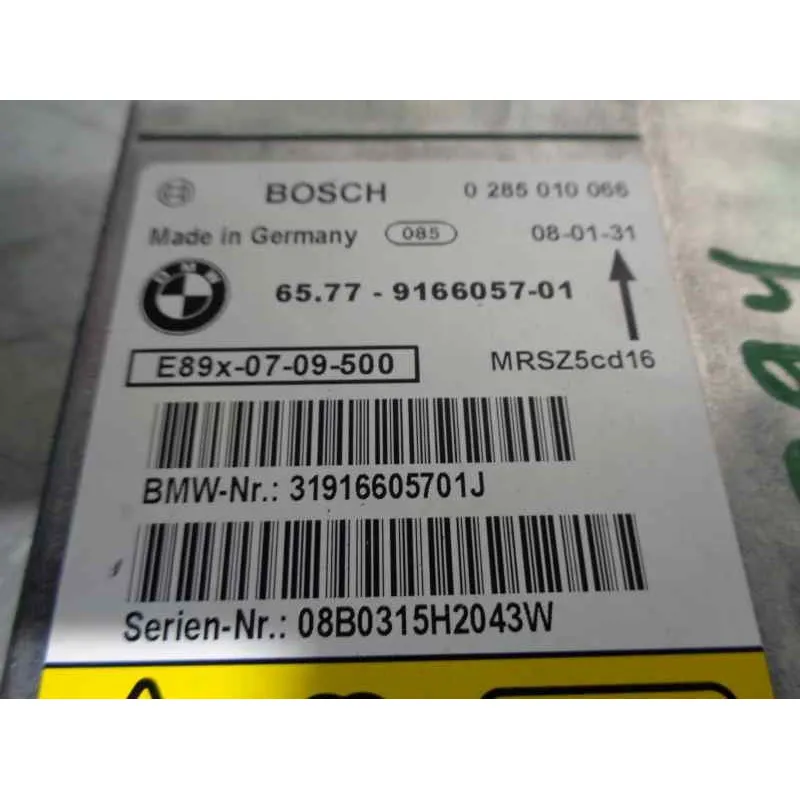 BOSCH 0 285 010 066
Made in Germany 085 08-01-31
BMW 65.77 - 9166057-01
E89x-07-09-500 MRSZ5cd16
BMW-Nr.: 31916605701J
Serien-Nr.: 08B0315H2043W